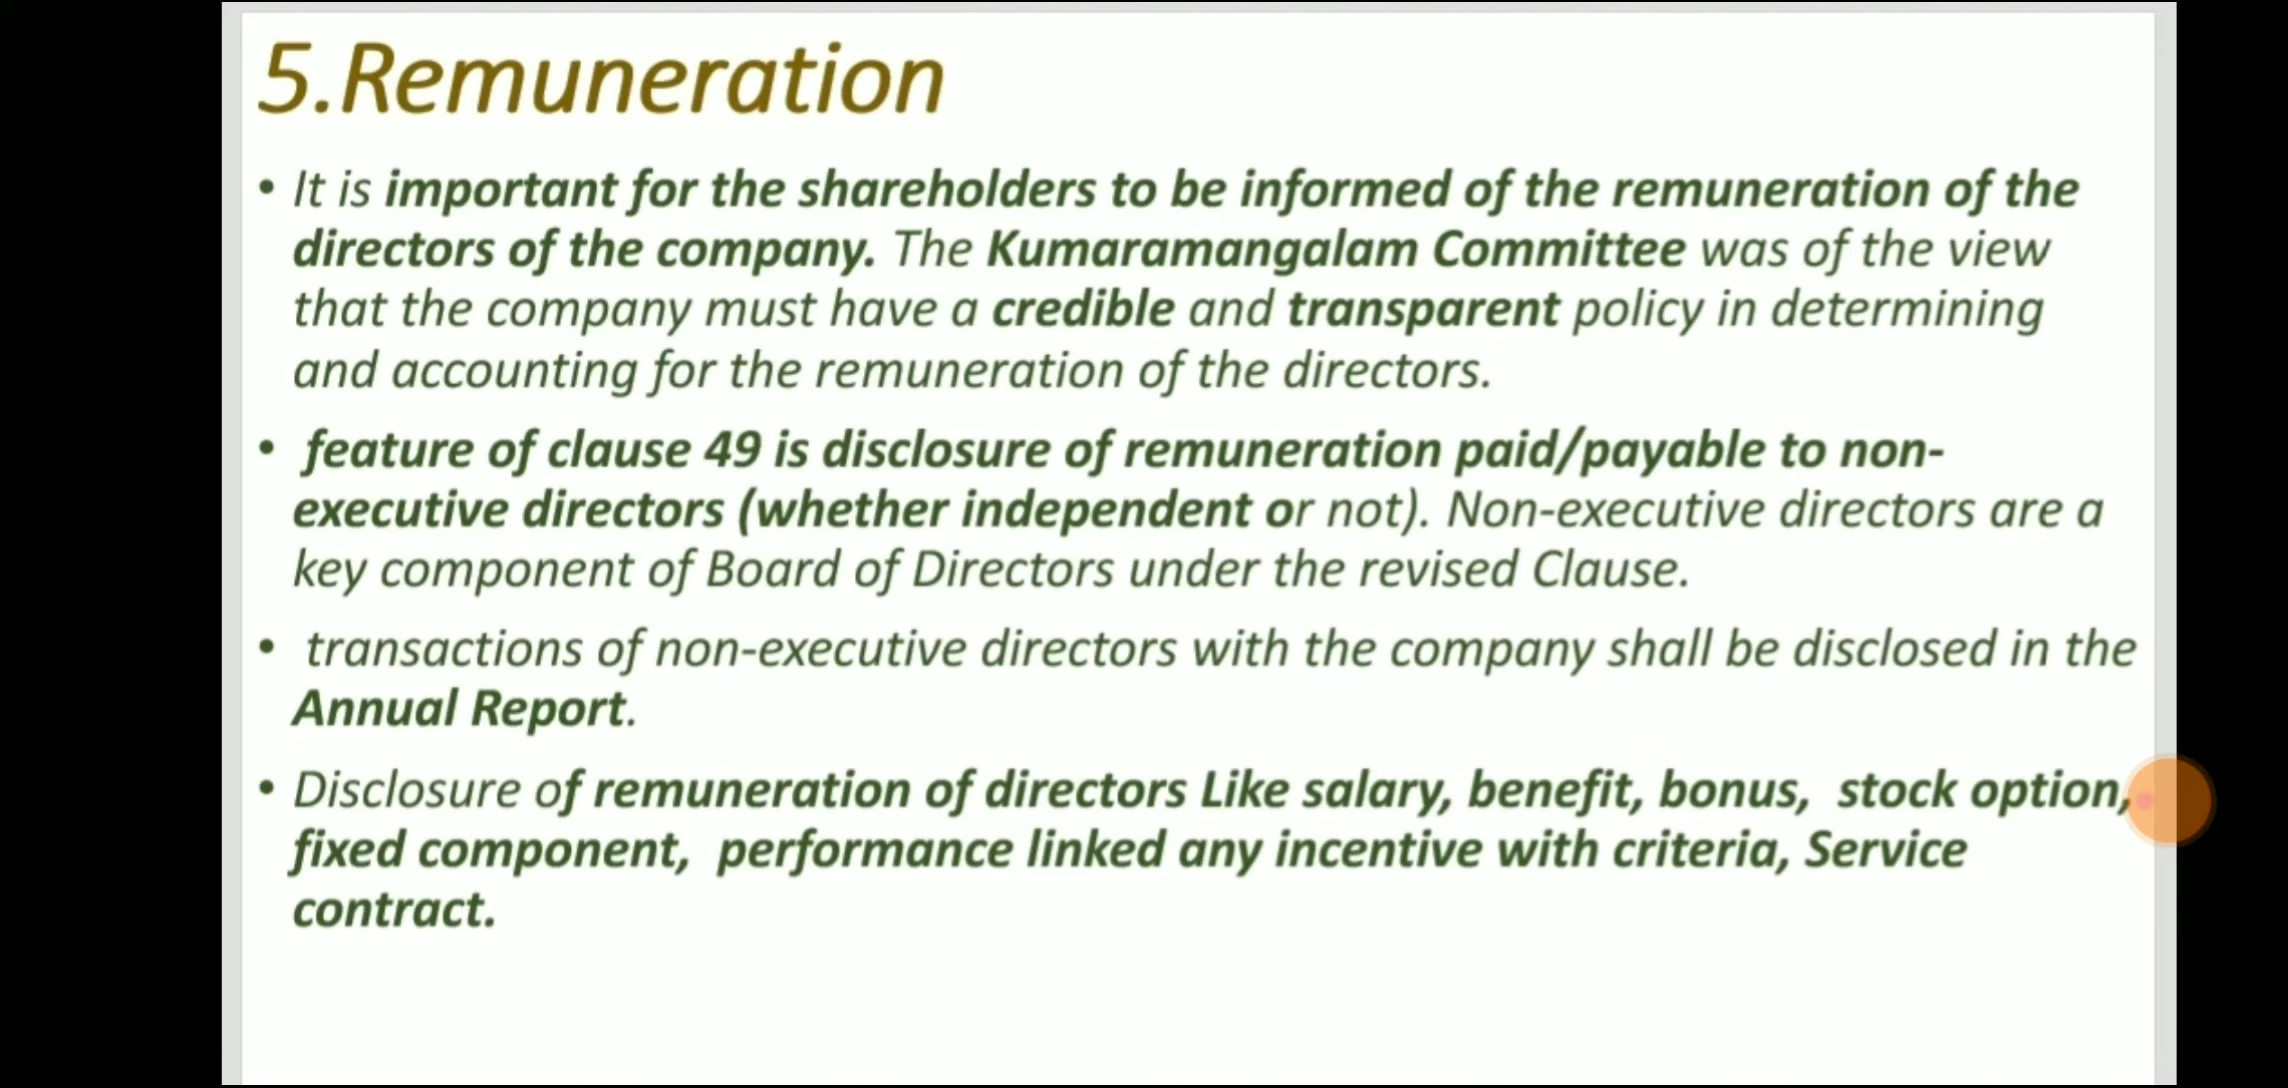 5.Remuneration
• It is important for the shareholders to be informed of the remuneration of the
directors of the company. The Kumaramangalam Committee was of the view
that the company must have a credible and transparent policy in determining
and accounting for the remuneration of the directors.
• feature of clause 49 is disclosure of remuneration paid/payable to non-
executive directors (whether independent or not). Non-executive directors are a
key component of Board of Directors under the revised Clause.
• transactions of non-executive directors with the company shall be disclosed in the
Annual Report.
• Disclosure of remuneration of directors Like salary, benefit, bonus, stock option,
fixed component, performance linked any incentive with criteria, Service
contract.